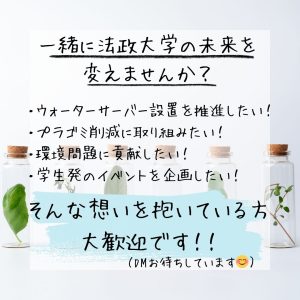 一緒に法政大学の未来を
変えませんか？
・ウォーターサーバー設置を推進したい！
・プラゴミ削減に取り組みたい！
・環境問題に貢献したい！
・学生発のイベントを企画したい！
そんな想いを抱いている方
大歓迎です！！
（DMお待ちしています😊）